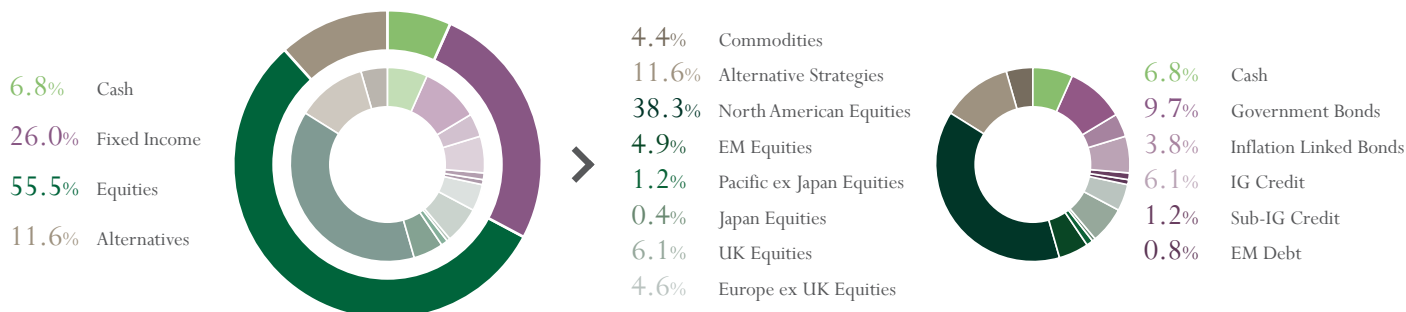 6.8% Cash
26.0% Fixed Income
55.5% Equities
11.6% Alternatives
4.4% Commodities
11.6% Alternative Strategies
38.3% North American Equities
4.9% EM Equities
1.2% Pacific ex Japan Equities
0.4% Japan Equities
6.1% UK Equities
4.6% Europe ex UK Equities
6.8% Cash
9.7% Government Bonds
3.8% Inflation Linked Bonds
6.1% IG Credit
1.2% Sub-IG Credit
0.8% EM Debt